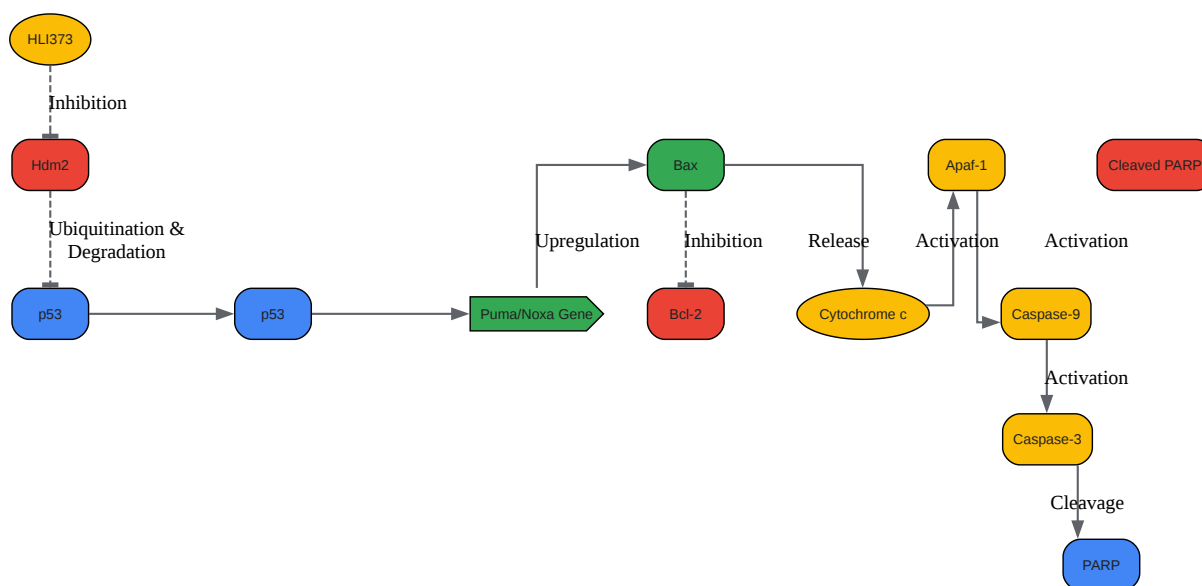 HLI373
Inhibition
Hdm2
Bax
Apaf-1
Cleaved PARP
Ubiquitination &
Degradation
Upregulation
Inhibition
Release
Activation
Activation
p53
p53
Puma/Noxa Gene
Bcl-2
Cytochrome c
Caspase-9
Activation
Caspase-3
Cleavage
PARP